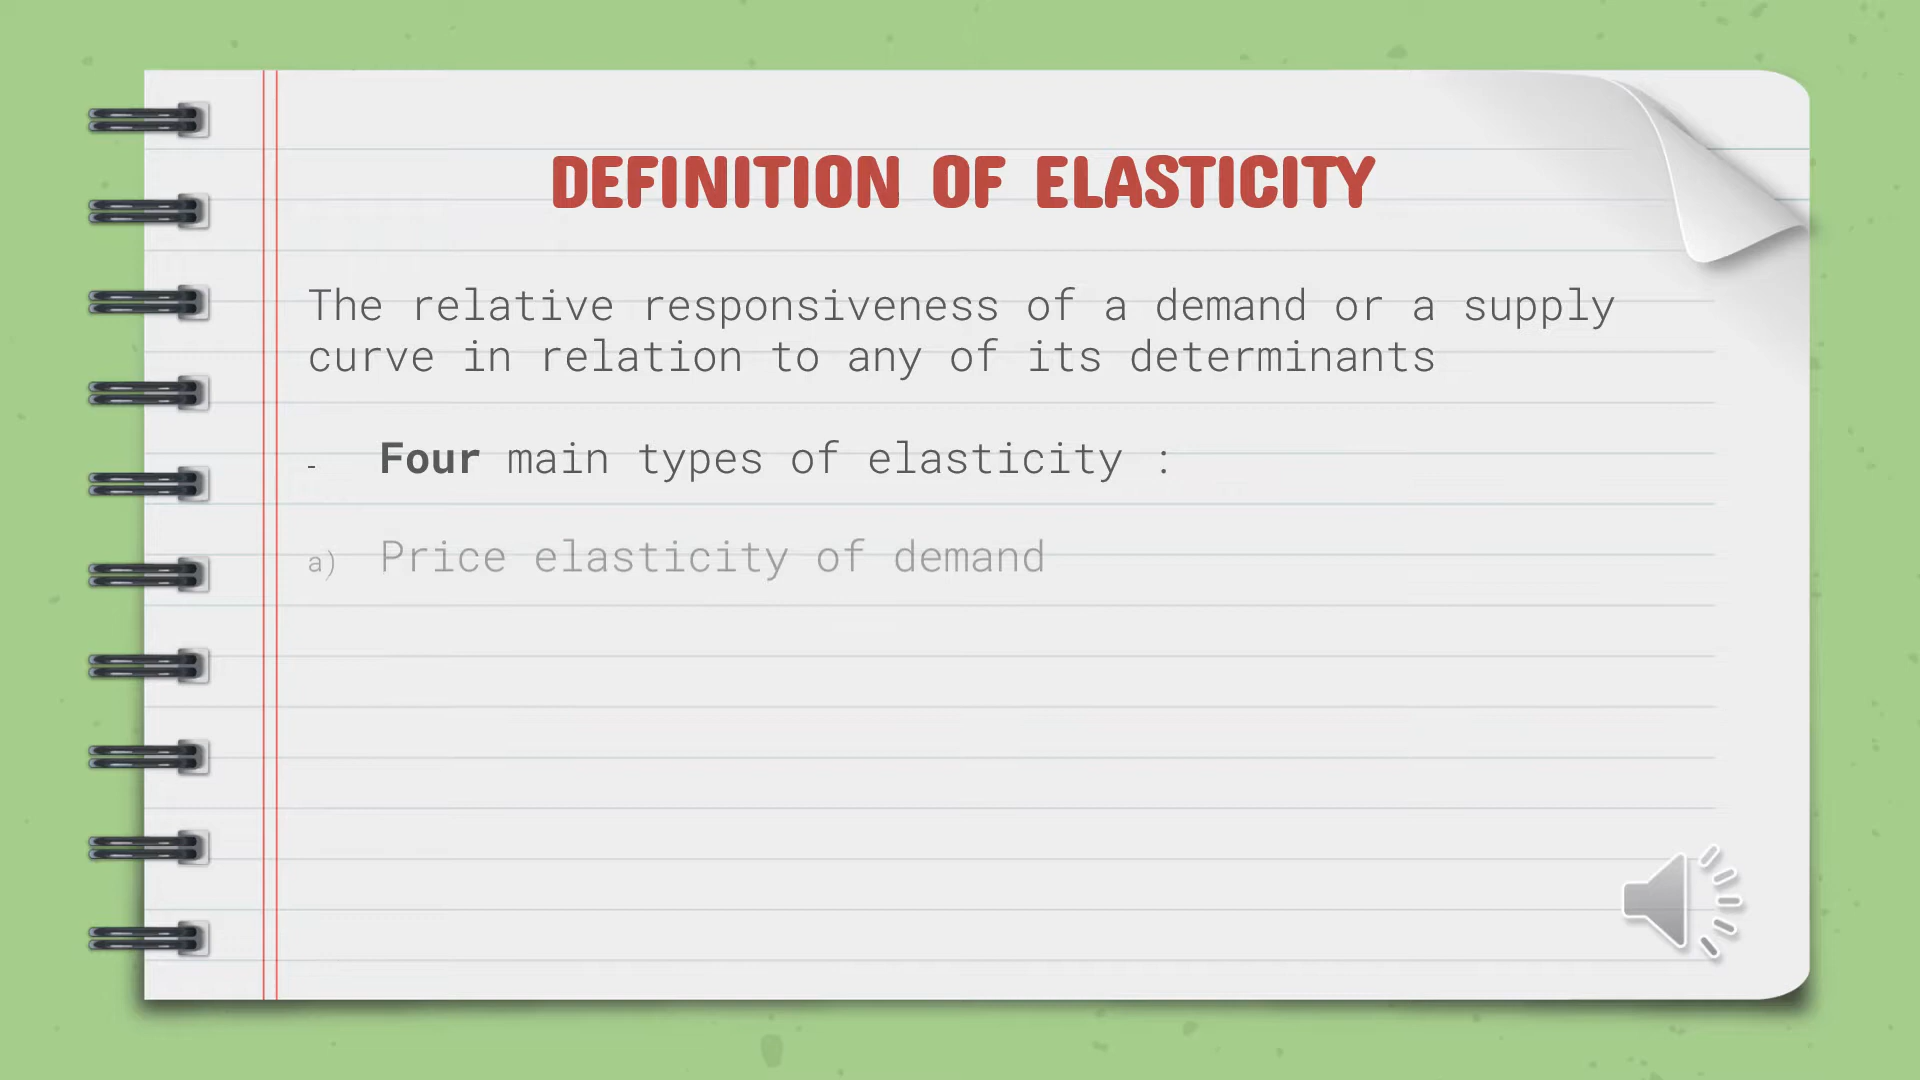 DEFINITION OF ELASTICITY
The relative responsiveness of a demand or a supply
curve in relation to any of its determinants
- Four main types of elasticity :
a) Price elasticity of demand